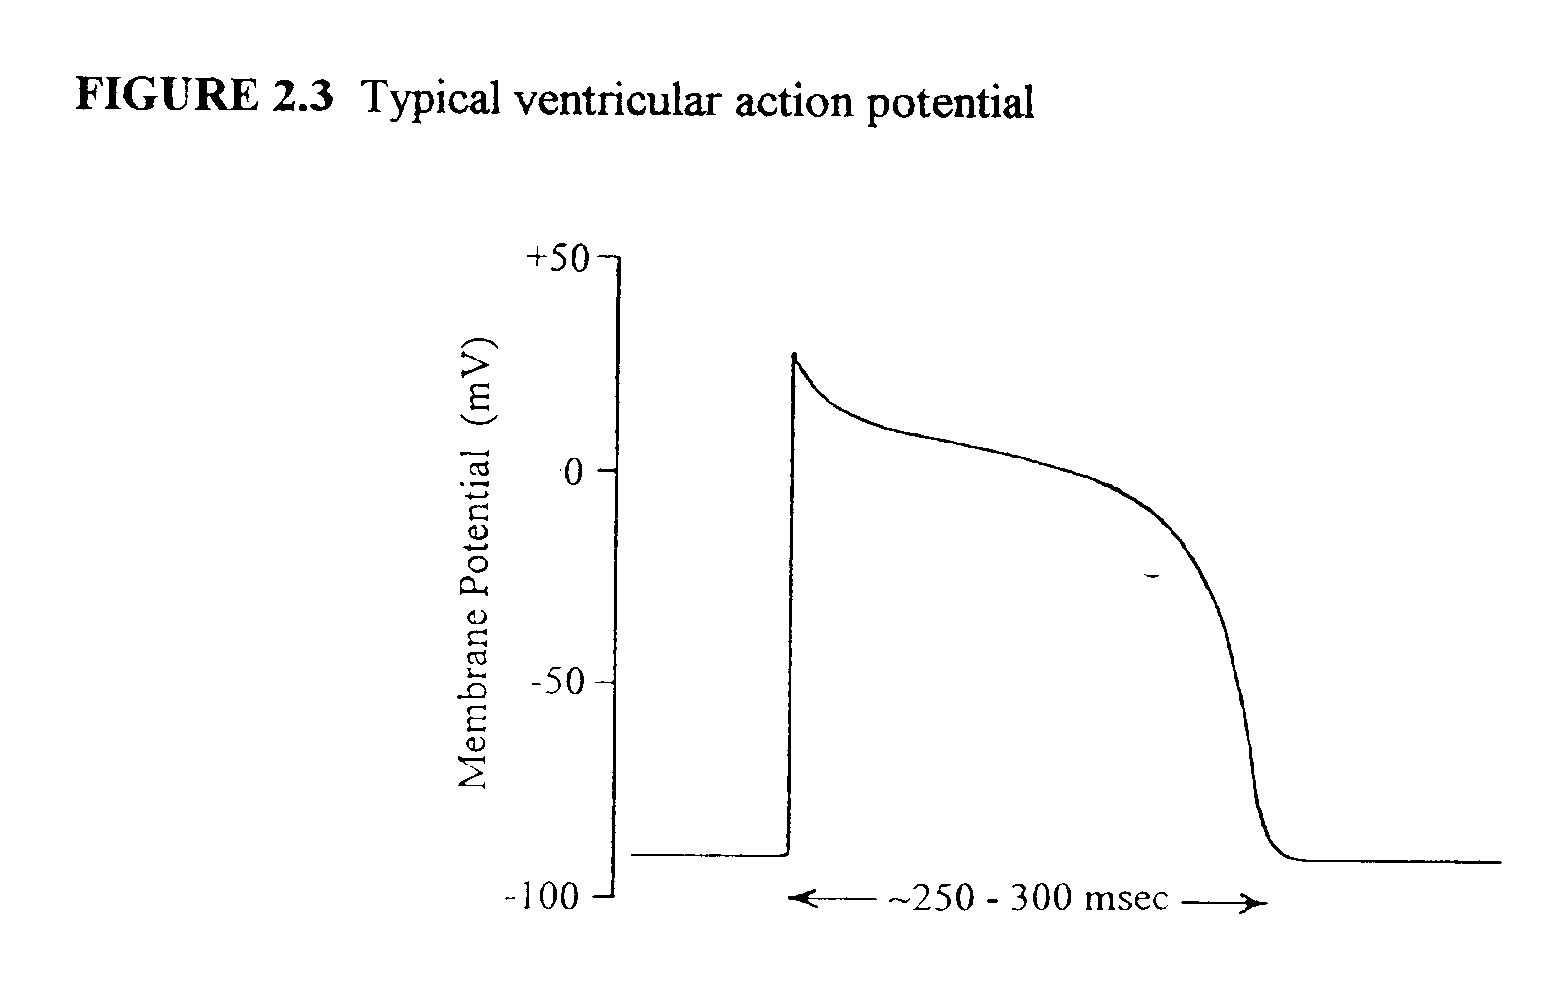 FIGURE 2.3 Typical ventricular action potential
+50
Membrane Potential (mV)
0
-50
-100
~250 - 300 msec